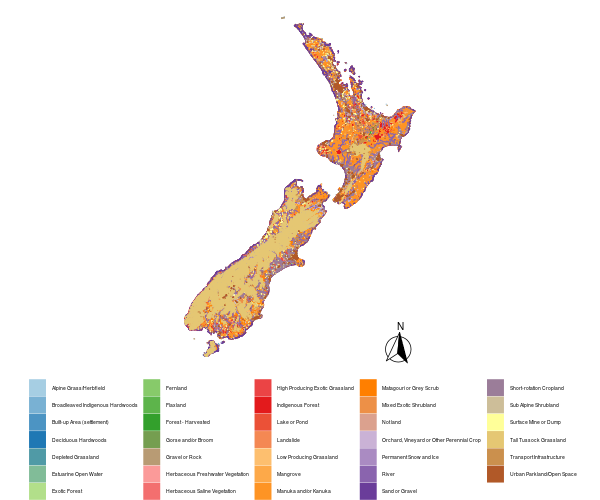 N
Alpine Grass/Herbfield
Broadleaved Indigenous Hardwoods
Built-up Area (settlement)
Deciduous Hardwoods
Depleted Grassland
Estuarine Open Water
Exotic Forest
Fernland
Flaxland
Forest - Harvested
Gorse and/or Broom
Gravel or Rock
Herbaceous Freshwater Vegetation
Herbaceous Saline Vegetation
High Producing Exotic Grassland
Indigenous Forest
Lake or Pond
Landslide
Low Producing Grassland
Mangrove
Manuka and/or Kanuka
Matagouri or Grey Scrub
Mixed Exotic Shrubland
Not land
Orchard, Vineyard or Other Perennial Crop
Permanent Snow and Ice
River
Sand or Gravel
Short-rotation Cropland
Sub Alpine Shrubland
Surface Mine or Dump
Tall Tussock Grassland
Transport Infrastructure
Urban Parkland/Open Space